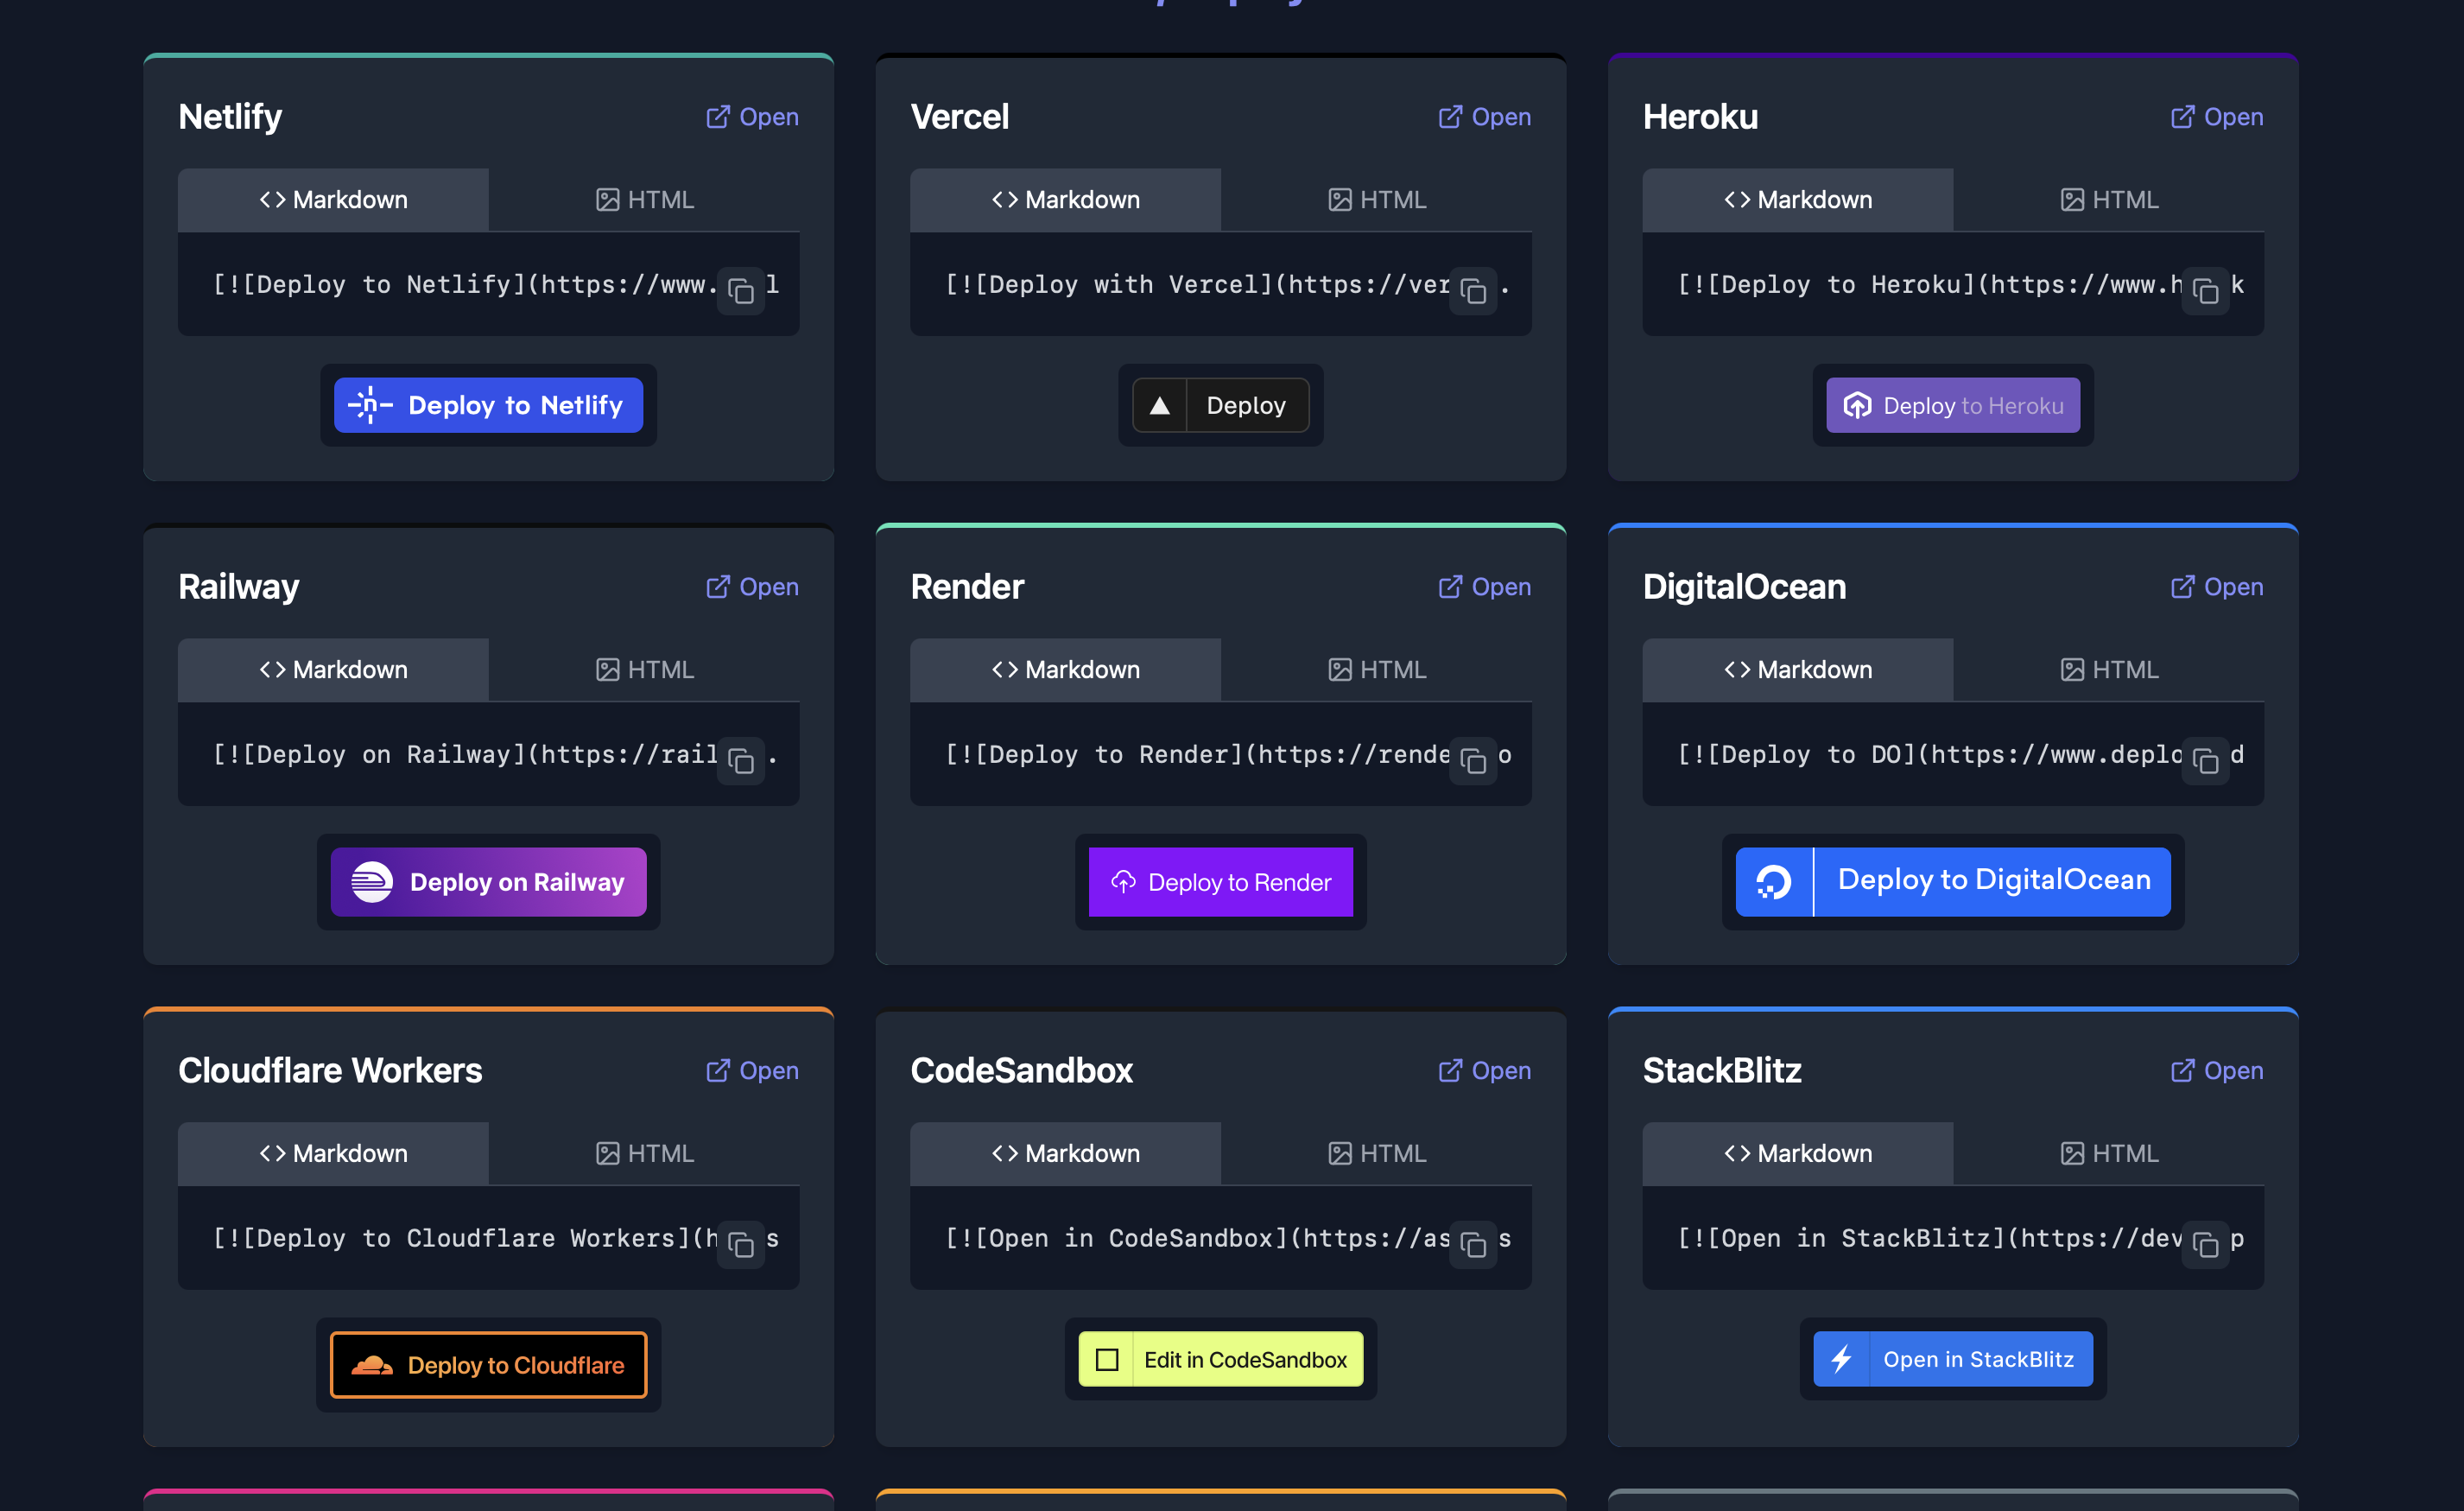 Netlify
Open
Markdown
HTML
[![Deploy to Netlify](https://www.
Deploy to Netlify
Vercel
Open
Markdown
HTML
[![Deploy with Vercel](https://ver
Deploy
Heroku
Open
Markdown
HTML
[![Deploy to Heroku](https://www.h k
Deploy to Heroku
Railway
Open
Markdown
HTML
[![Deploy on Railway](https://rail .
Deploy on Railway
Render
Open
Markdown
HTML
[![Deploy to Render](https://rende o
Deploy to Render
DigitalOcean
Open
Markdown
HTML
[![Deploy to DO](https://www.deplo d
Deploy to DigitalOcean
Cloudflare Workers
Open
Markdown
HTML
[![Deploy to Cloudflare Workers](h s
Deploy to Cloudflare
CodeSandbox
Open
Markdown
HTML
[![Open in CodeSandbox](https://as s
Edit in CodeSandbox
StackBlitz
Open
Markdown
HTML
[![Open in StackBlitz](https://dev p
Open in StackBlitz